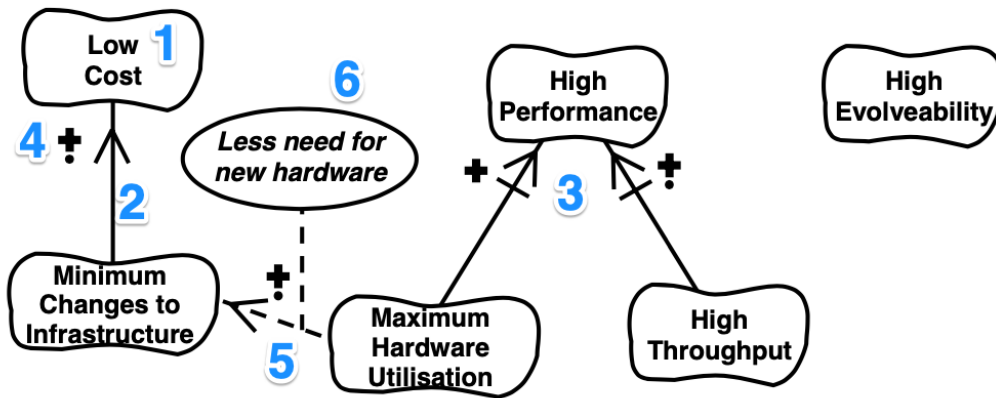 Low
Cost
1
6
High
Performance
High
Evolveability
4
Less need for
new hardware
2
3
Minimum
Changes to
Infrastructure
5
Maximum
Hardware
Utilisation
High
Throughput